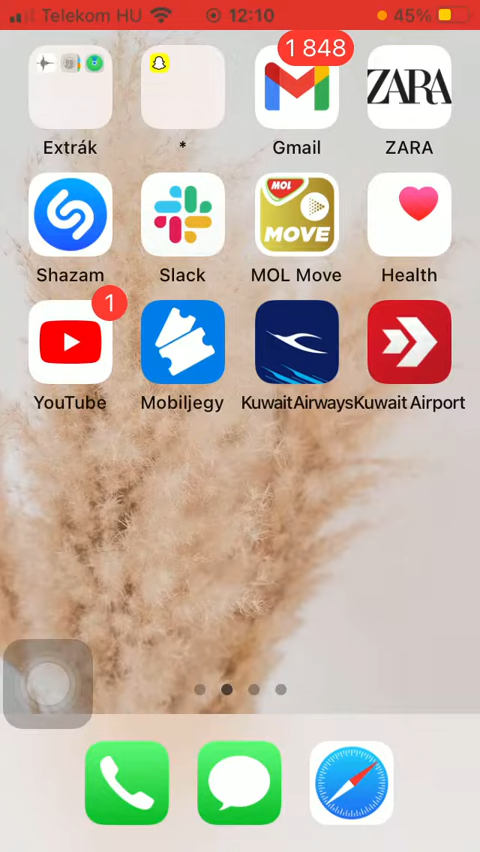 Telekom HU 12:10 45%
1 848
ZARA
Extrák * Gmail ZARA
MOL
MOVE
Shazam Slack MOL Move Health
1
YouTube Mobiljegy KuwaitAirways Kuwait Airport